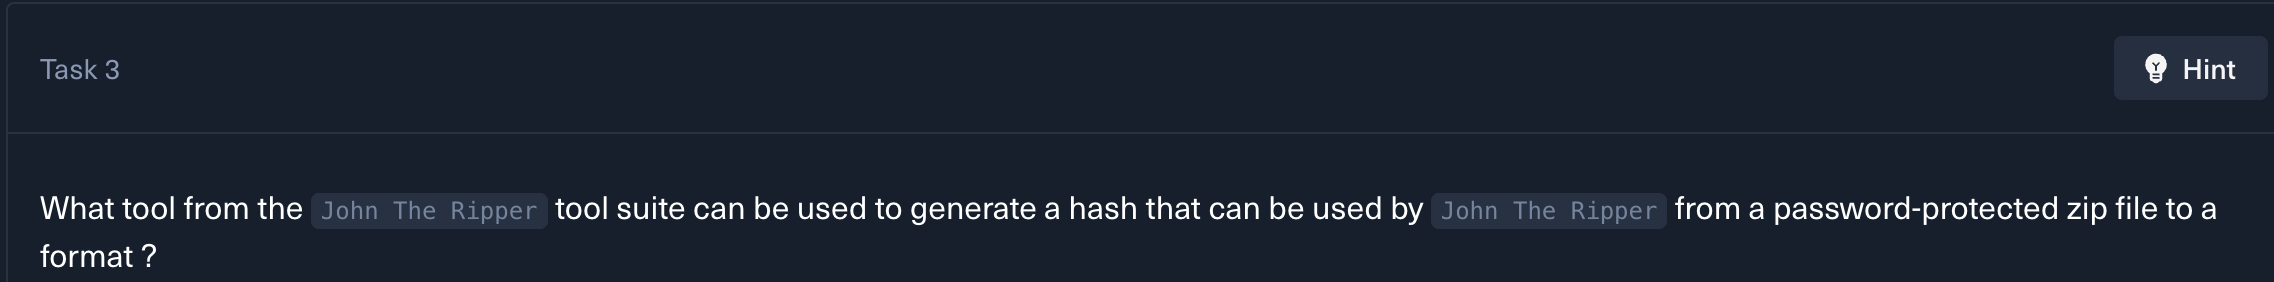 Task 3
Hint
What tool from the John The Ripper tool suite can be used to generate a hash that can be used by John The Ripper from a password-protected zip file to a
format ?